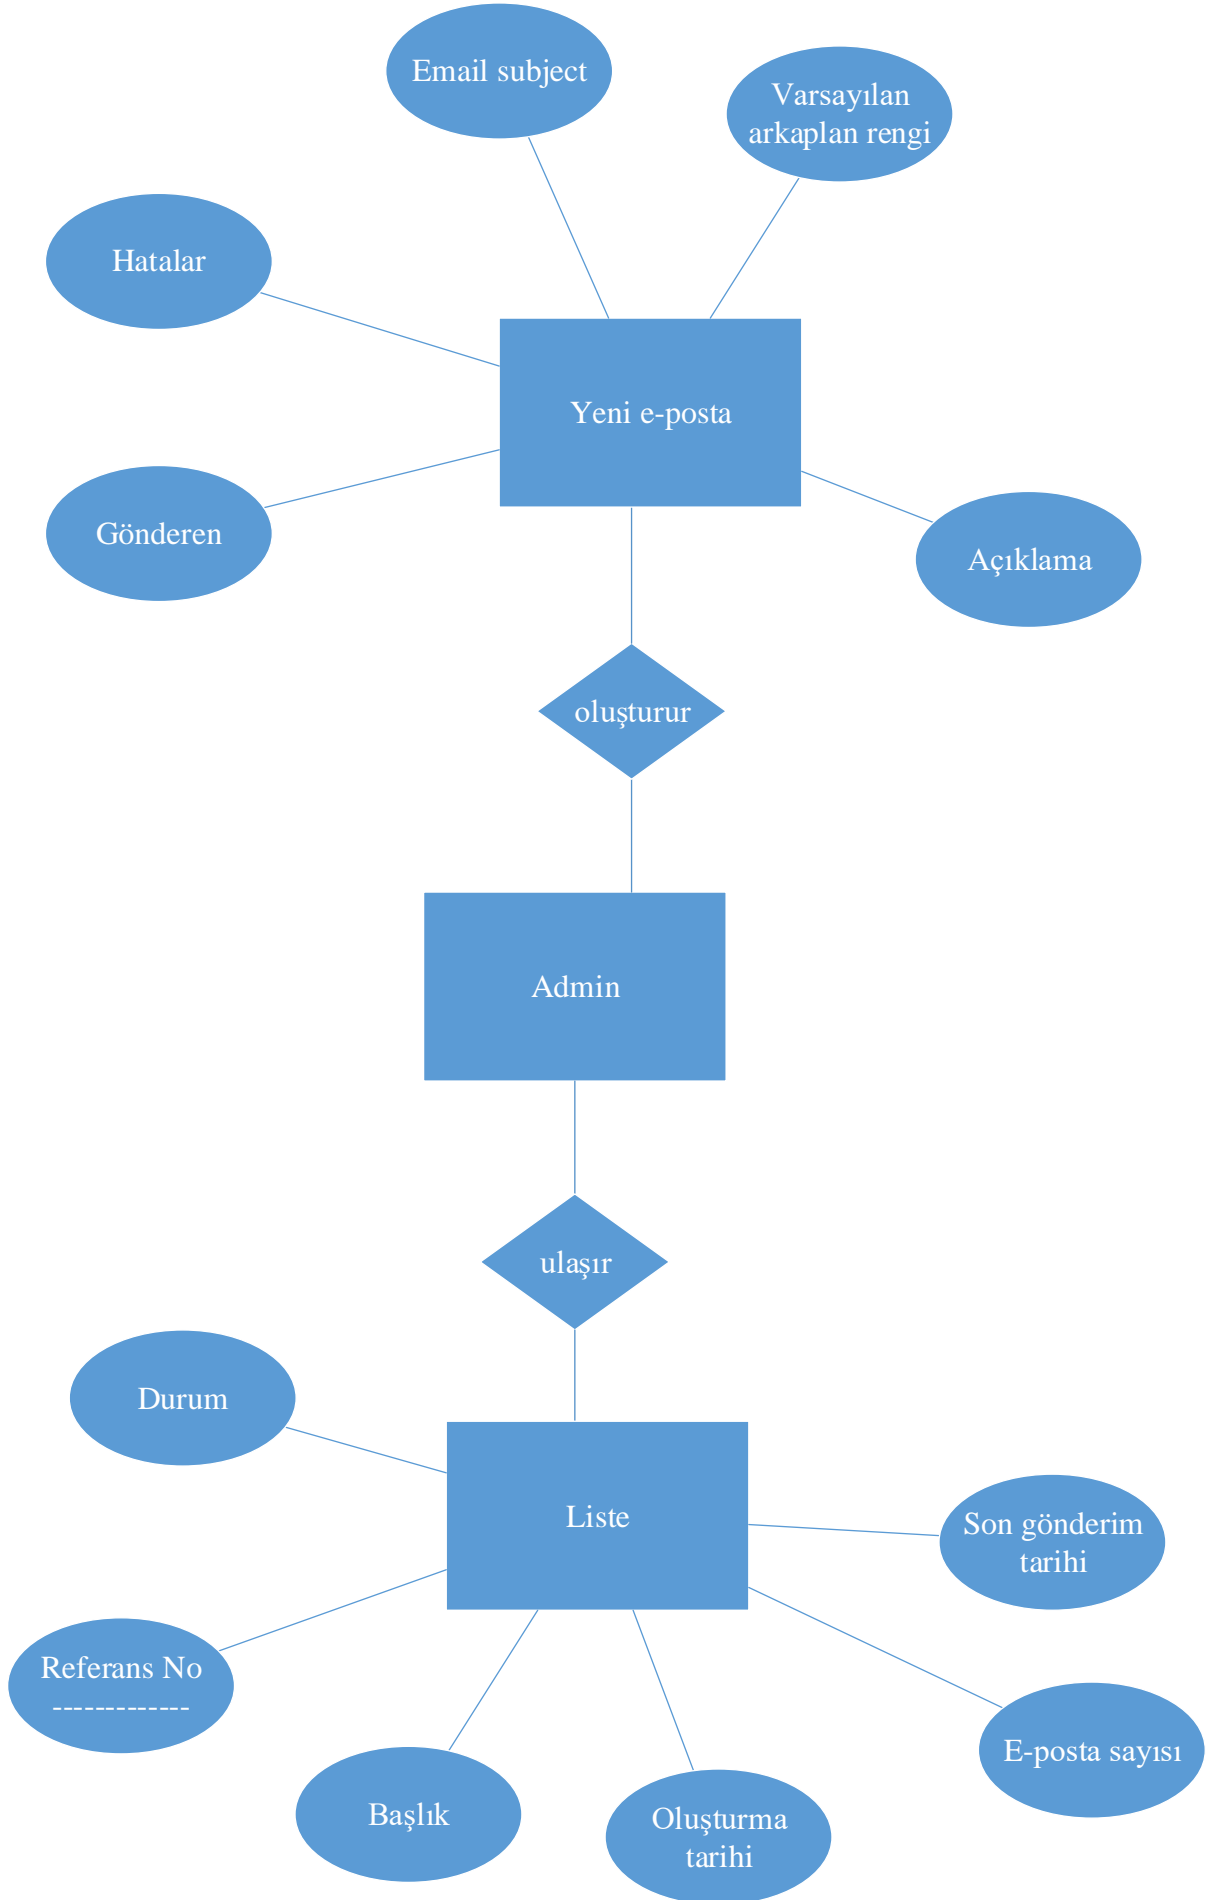 Email subject
Varsayılan
arkaplan rengi
Hatalar
Yeni e-posta
Gönderen
Açıklama
oluşturur
Admin
ulaşır
Durum
Liste
Son gönderim
tarihi
Referans No
-------------
E-posta sayısı
Başlık
Oluşturma
tarihi